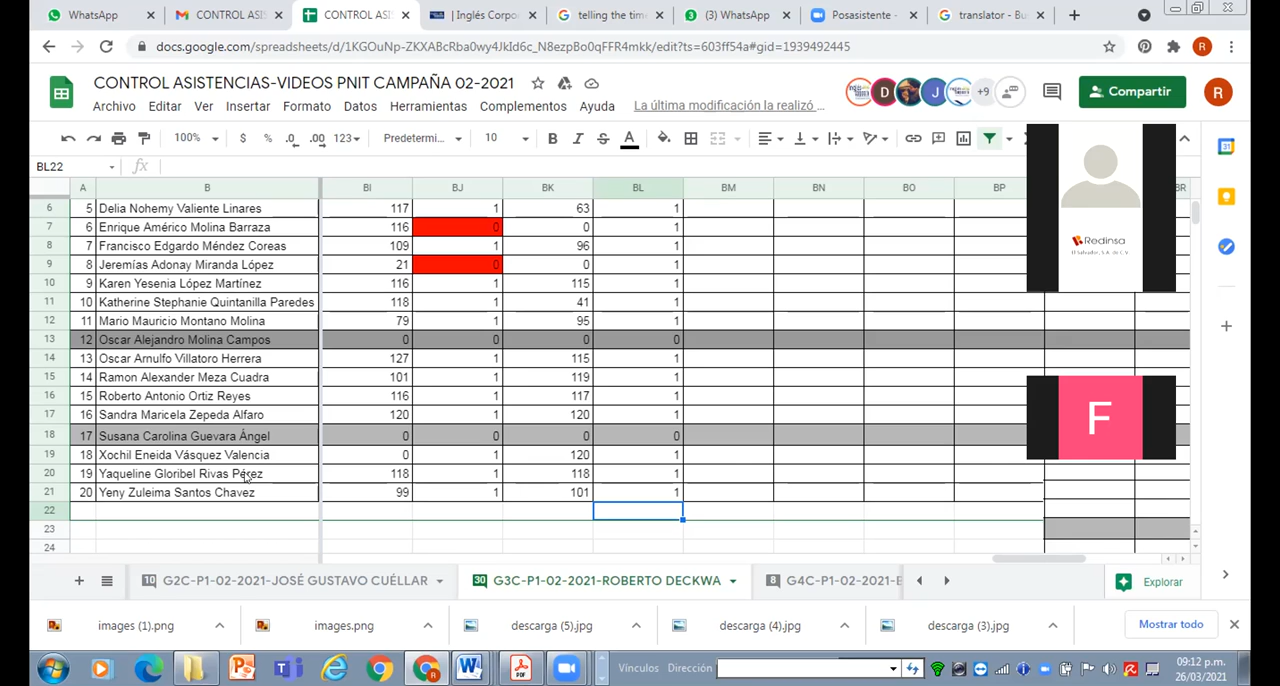 WhatsApp CONTROL ASI CONTROL ASI | Inglés Corpo telling the tim (3) WhatsApp Posasistente - translator - Bu
docs.google.com/spreadsheets/d/1KGOuNp-ZKXABcRba0wy4JkId6c_N8ezpBo0qFFR4mkk/edit?ts=603ff54a#gid=1939492445 R
CONTROL ASISTENCIAS-VIDEOS PNIT CAMPAÑA 02-2021
D J +9 Compartir R
Archivo Editar Ver Insertar Formato Datos Herramientas Complementos Ayuda La última modificación la realizó ...
100% $ % .0 .00 123 Predetermi... 10 B I S A
BL22 fx
A B BI BJ BK BL BM BN BO BP BR
6 5 Delia Nohemy Valiente Linares 117 1 63 1
7 6 Enrique Américo Molina Barraza 116 0 0 1
8 7 Francisco Edgardo Méndez Coreas 109 1 96 1
9 8 Jeremías Adonay Miranda López 21 0 0 1
10 9 Karen Yesenia López Martínez 116 1 115 1
11 10 Katherine Stephanie Quintanilla Paredes 118 1 41 1
12 11 Mario Mauricio Montano Molina 79 1 95 1
13 12 Oscar Alejandro Molina Campos 0 0 0 0
14 13 Oscar Arnulfo Villatoro Herrera 127 1 115 1
15 14 Ramon Alexander Meza Cuadra 101 1 119 1
16 15 Roberto Antonio Ortiz Reyes 116 1 117 1
17 16 Sandra Maricela Zepeda Alfaro 120 1 120 1
18 17 Susana Carolina Guevara Ángel 0 0 0 0
19 18 Xochil Eneida Vásquez Valencia 0 1 120 1
20 19 Yaqueline Gloribel Rivas Pérez 118 1 118 1
21 20 Yeny Zuleima Santos Chavez 99 1 101 1
22
23
24
Redinsa
F
10 G2C-P1-02-2021-JOSÉ GUSTAVO CUÉLLAR 30 G3C-P1-02-2021-ROBERTO DECKWA 8 G4C-P1-02-2021-E Explorar
images (1).png images.png descarga (5).jpg descarga (4).jpg descarga (3).jpg Mostrar todo
Vínculos Dirección 09:12 p.m.
26/03/2021